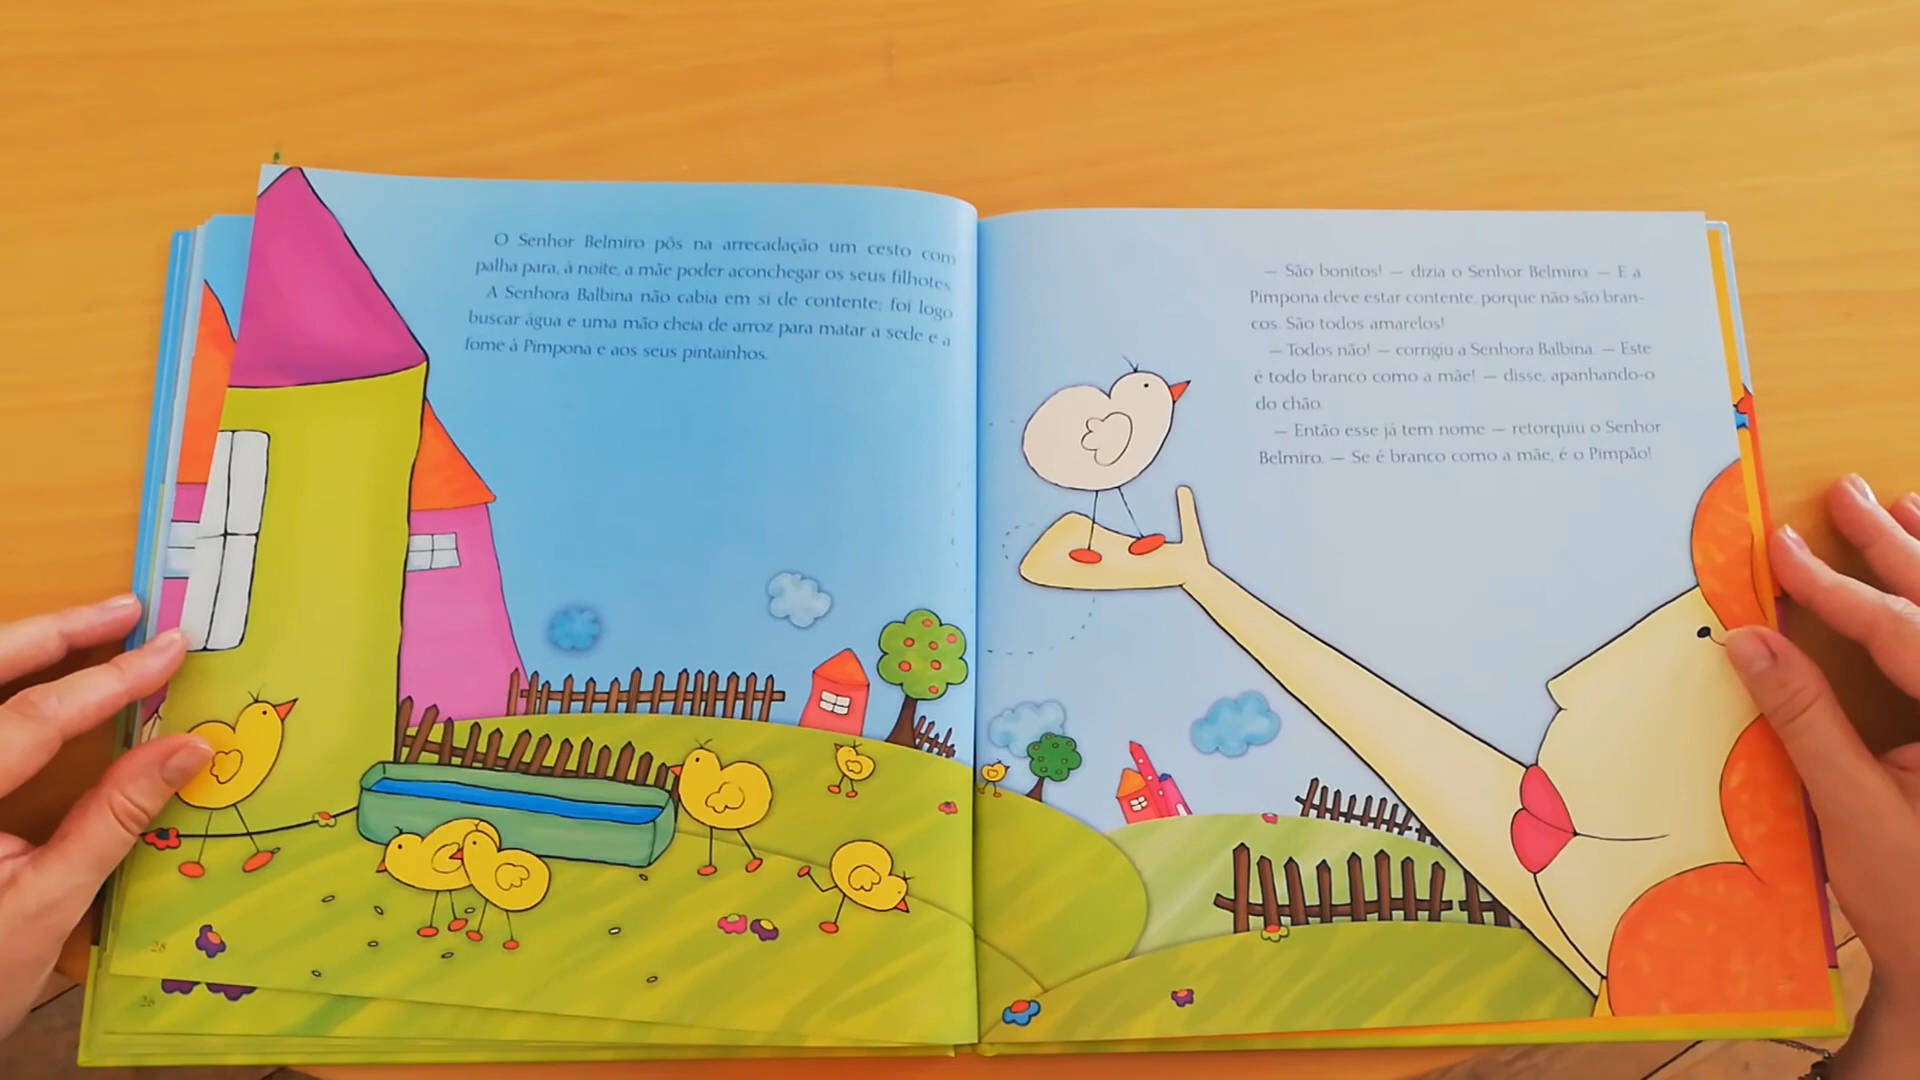 O Senhor Belmiro pôs na arrecadação um cesto com
palha para, à noite, a mãe poder aconchegar os seus filhotes.
A Senhora Balbina não cabia em si de contente; foi logo
buscar água e uma mão cheia de arroz para matar a sede e a
fome à Pimpona e aos seus pintainhos.
28
26
— São bonitos! — dizia o Senhor Belmiro. — E a
Pimpona deve estar contente, porque não são bran-
cos. São todos amarelos!
— Todos não! — corrigiu a Senhora Balbina. — Este
é todo branco como a mãe! — disse, apanhando-o
do chão.
— Então esse já tem nome — retorquiu o Senhor
Belmiro. — Se é branco como a mãe, é o Pimpão!